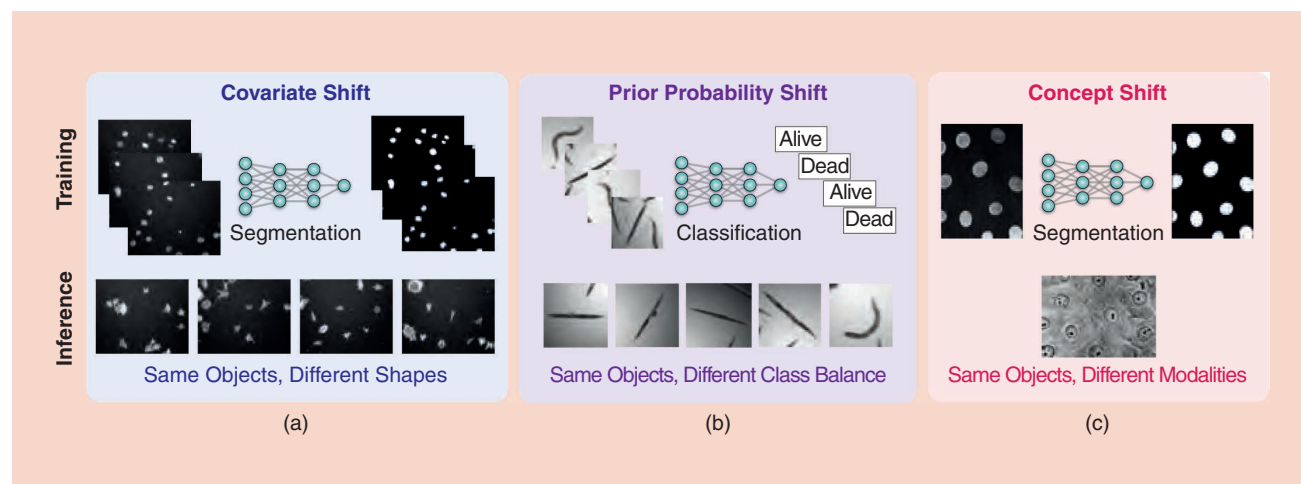 Covariate Shift
Prior Probability Shift
Concept Shift
Training
Segmentation
Alive
Dead
Alive
Dead
Classification
Segmentation
Inference
Same Objects, Different Shapes
Same Objects, Different Class Balance
Same Objects, Different Modalities
(a)
(b)
(c)